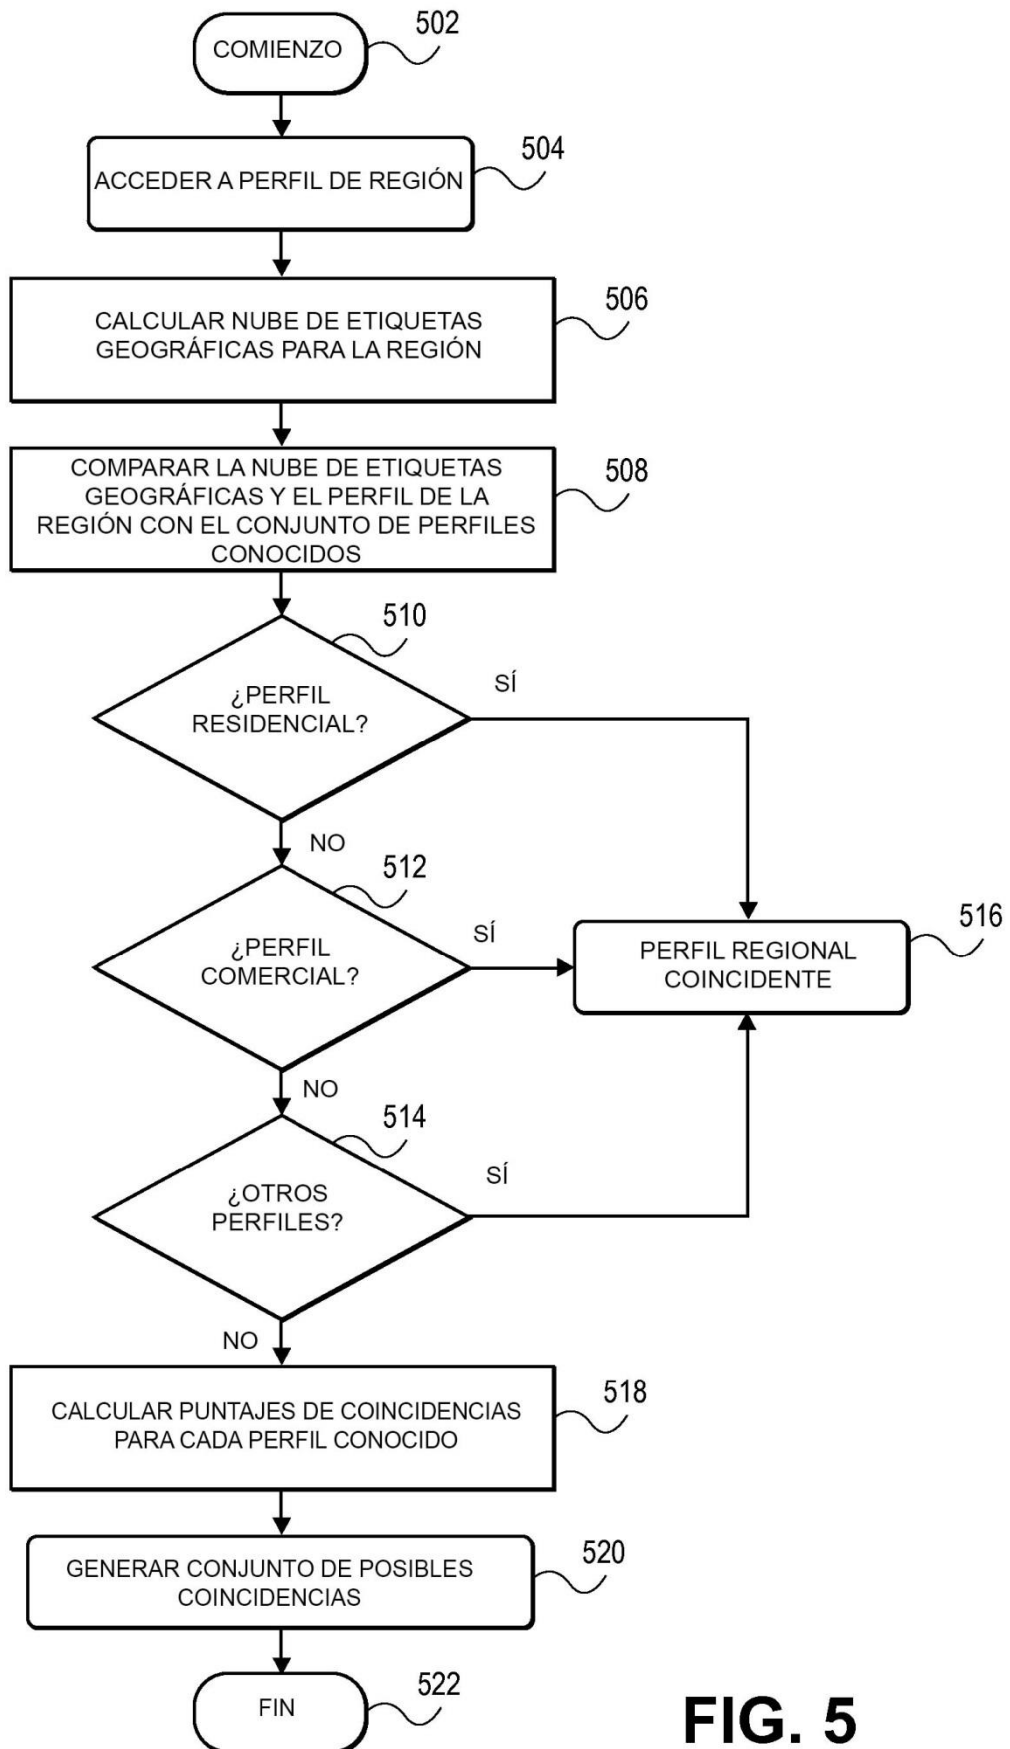 COMIENZO
502
ACCEDER A PERFIL DE REGIÓN
504
CALCULAR NUBE DE ETIQUETAS
GEOGRÁFICAS PARA LA REGIÓN
506
COMPARAR LA NUBE DE ETIQUETAS
GEOGRÁFICAS Y EL PERFIL DE LA
REGIÓN CON EL CONJUNTO DE PERFILES
CONOCIDOS
508
¿PERFIL
RESIDENCIAL?
510
SÍ
NO
¿PERFIL
COMERCIAL?
512
SÍ
PERFIL REGIONAL
COINCIDENTE
516
NO
¿OTROS
PERFILES?
514
SÍ
NO
CALCULAR PUNTAJES DE COINCIDENCIAS
PARA CADA PERFIL CONOCIDO
518
GENERAR CONJUNTO DE POSIBLES
COINCIDENCIAS
520
FIN
522
FIG. 5